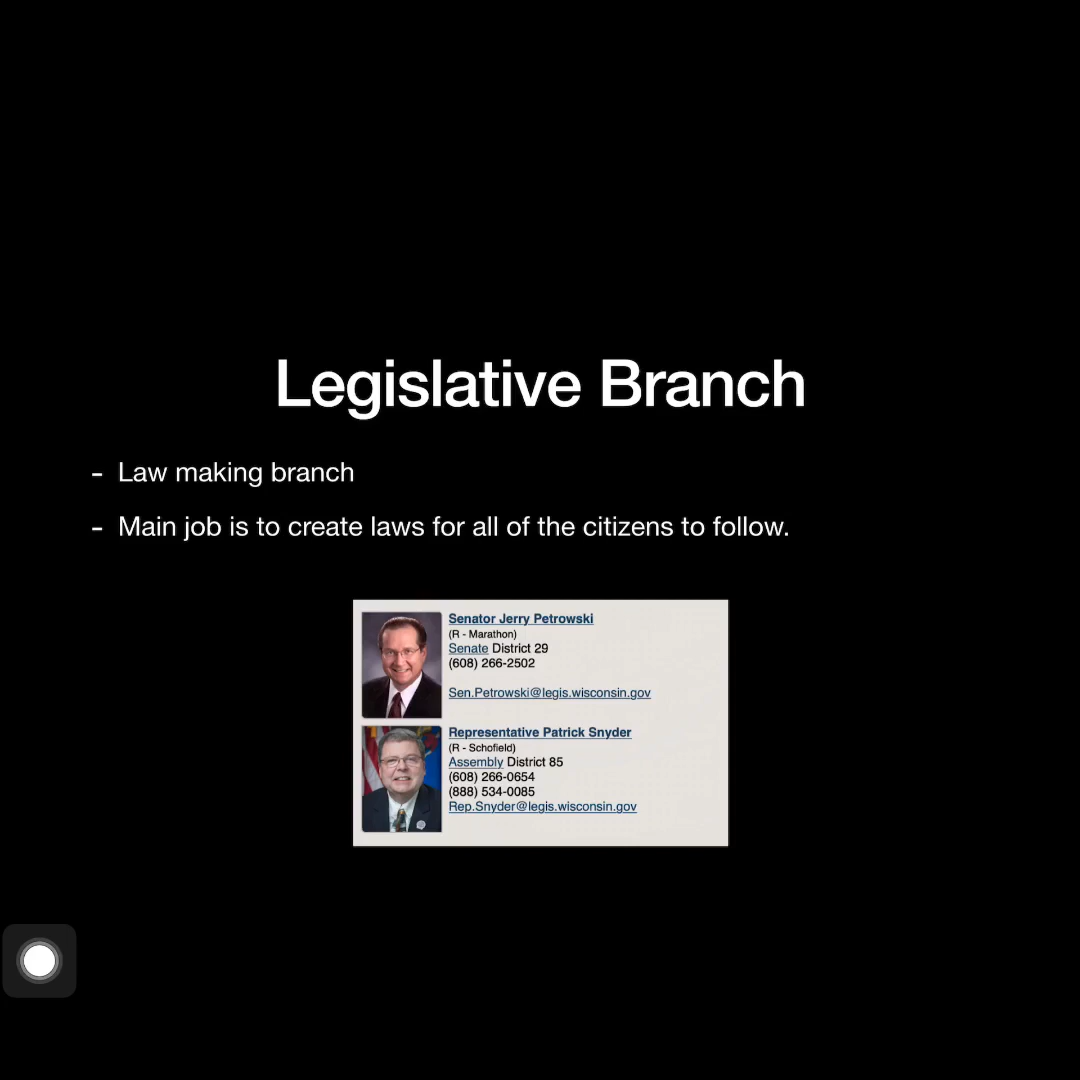 Legislative Branch
- Law making branch
- Main job is to create laws for all of the citizens to follow.
Senator Jerry Petrowski
(R - Marathon)
Senate District 29
(608) 266-2502
Sen.Petrowski@legis.wisconsin.gov
Representative Patrick Snyder
(R - Schofield)
Assembly District 85
(608) 266-0654
(888) 534-0085
Rep.Snyder@legis.wisconsin.gov